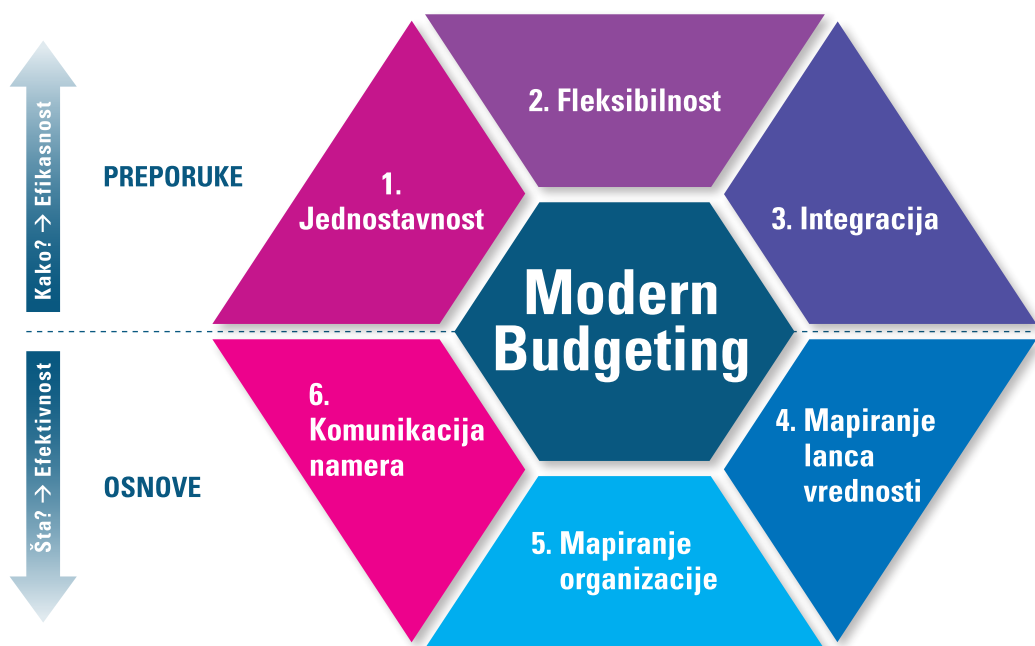 Kako? → Efikasnost
PREPORUKE
1.
Jednostavnost
2. Fleksibilnost
3. Integracija
Modern
Budgeting
Šta? → Efektivnost
OSNOVE
6.
Komunikacija
namera
5. Mapiranje
organizacije
4. Mapiranje
lanca
vrednosti